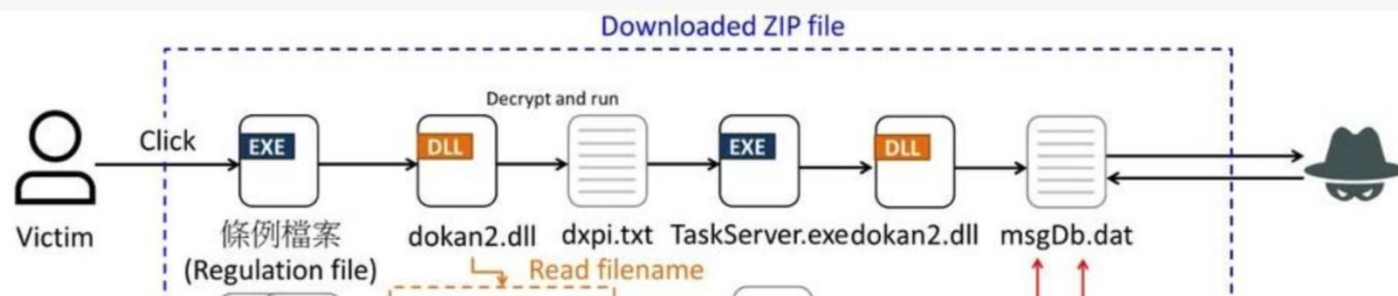 Downloaded ZIP file
Decrypt and run
Click
EXE
DLL
EXE
DLL
Victim
條例檔案
(Regulation file)
dokan2.dll
dxpi.txt
TaskServer.exe
dokan2.dll
msgDb.dat
Read filename